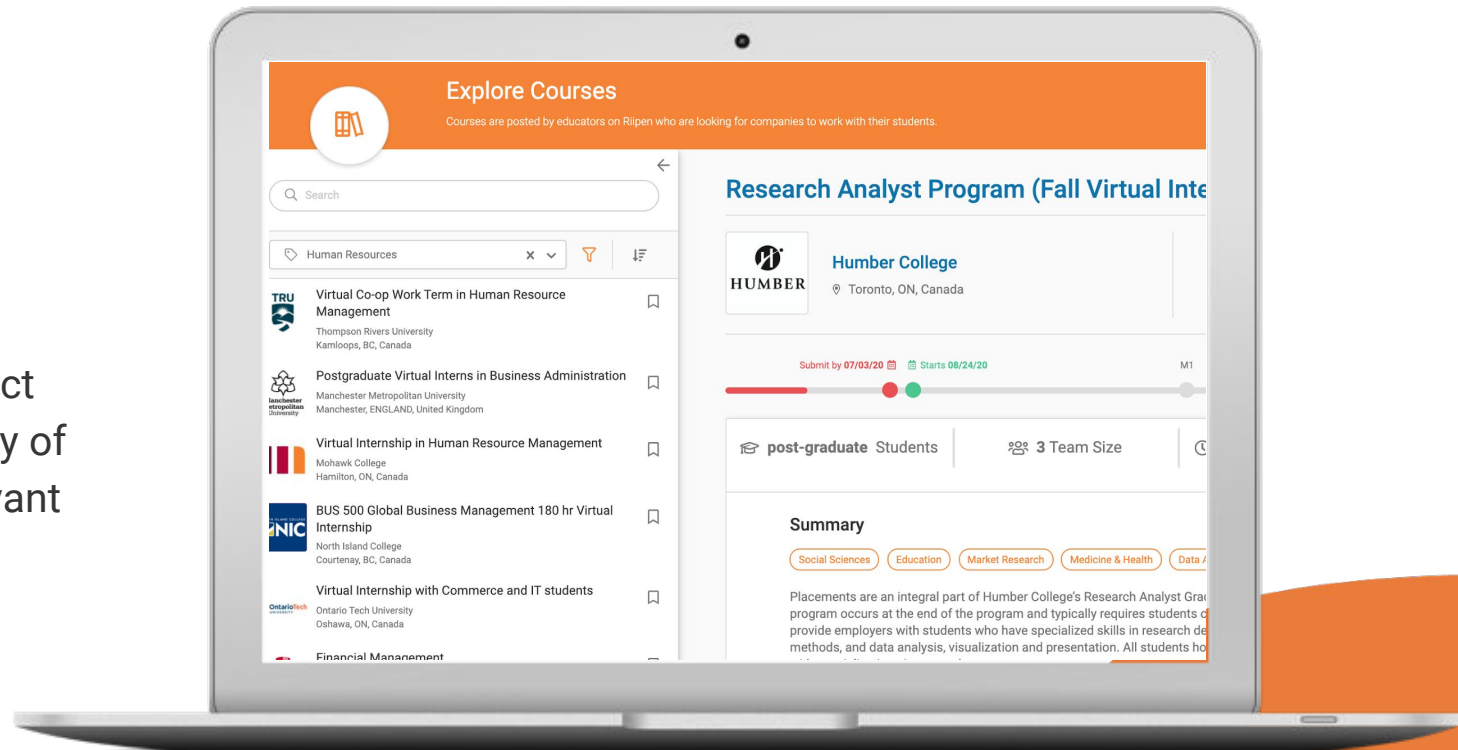 ct
y of
vant
Explore Courses
Courses are posted by educators on Riipen who are looking for companies to work with their students.
Search
Human Resources
TRU
Virtual Co-op Work Term in Human Resource
Management
Thompson Rivers University
Kamloops, BC, Canada
Manchester
Metropolitan
University
Postgraduate Virtual Interns in Business Administration
Manchester Metropolitan University
Manchester, ENGLAND, United Kingdom
Virtual Internship in Human Resource Management
Mohawk College
Hamilton, ON, Canada
NIC
BUS 500 Global Business Management 180 hr Virtual
Internship
North Island College
Courtenay, BC, Canada
OntarioTech
UNIVERSITY
Virtual Internship with Commerce and IT students
Ontario Tech University
Oshawa, ON, Canada
Financial Management
Research Analyst Program (Fall Virtual Inte
HUMBER
Humber College
Toronto, ON, Canada
Submit by 07/03/20 Starts 08/24/20 M1
post-graduate Students 3 Team Size
Summary
Social Sciences Education Market Research Medicine & Health Data A
Placements are an integral part of Humber College's Research Analyst Grad
program occurs at the end of the program and typically requires students
provide employers with students who have specialized skills in research de
methods, and data analysis, visualization and presentation. All students ho